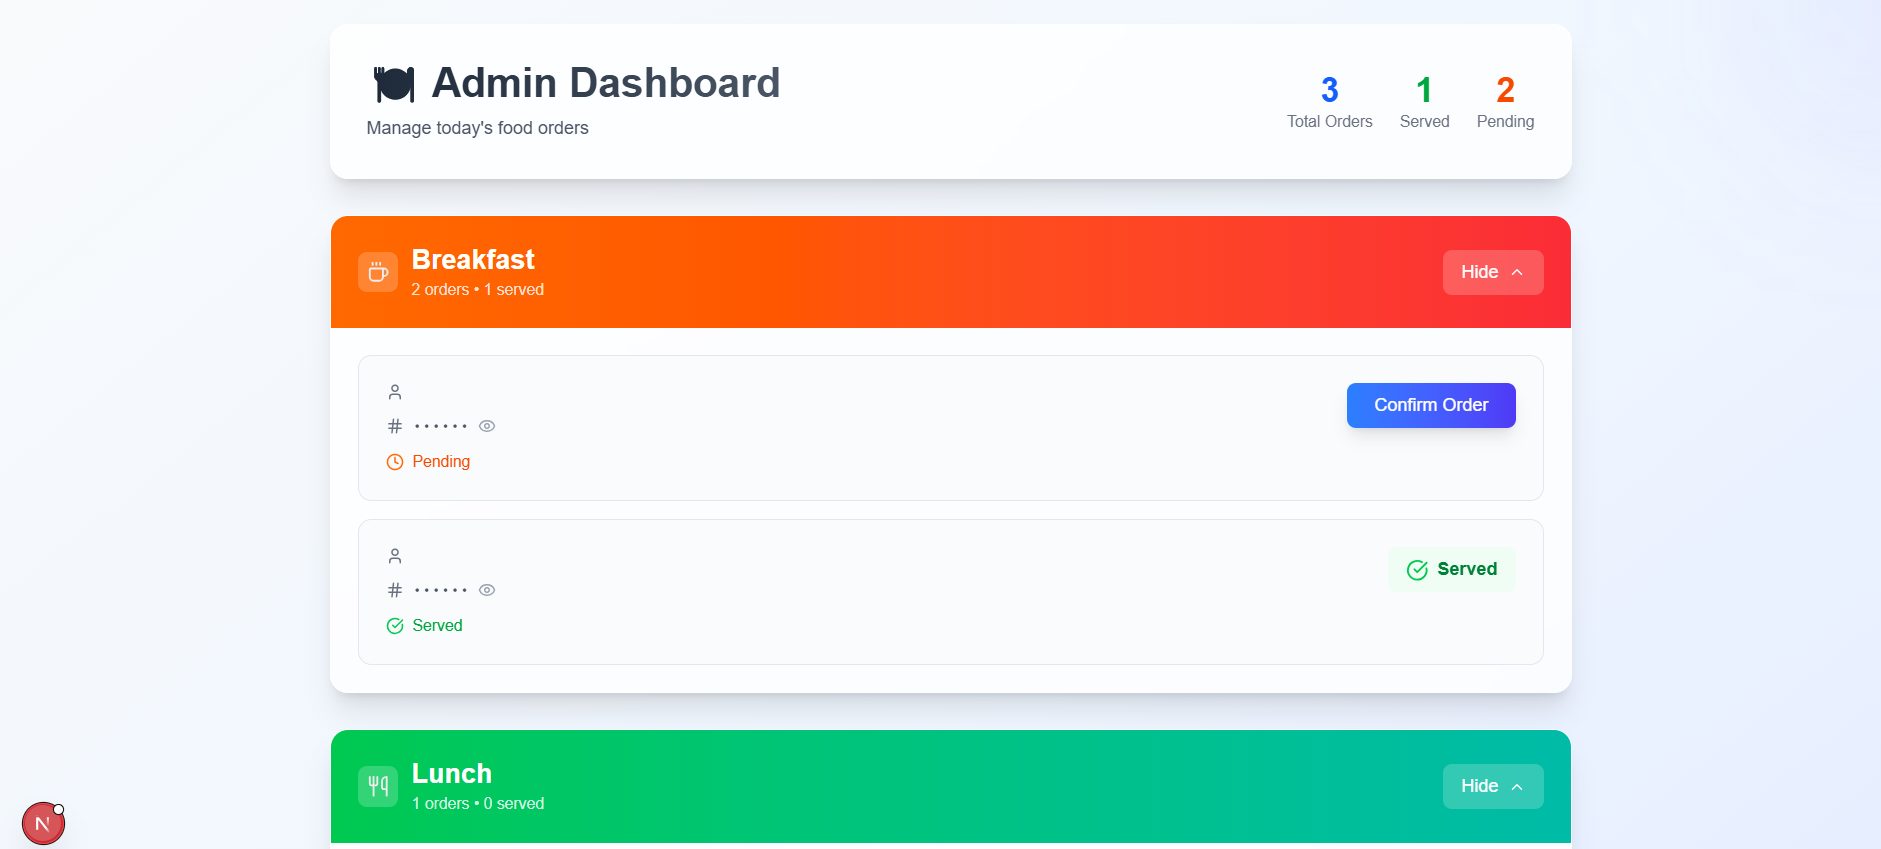 Admin Dashboard
Manage today's food orders
3
Total Orders
1
Served
2
Pending
Breakfast
2 orders • 1 served
Hide
Confirm Order
# ••••••
Pending
Served
# ••••••
Served
Lunch
1 orders • 0 served
Hide
N